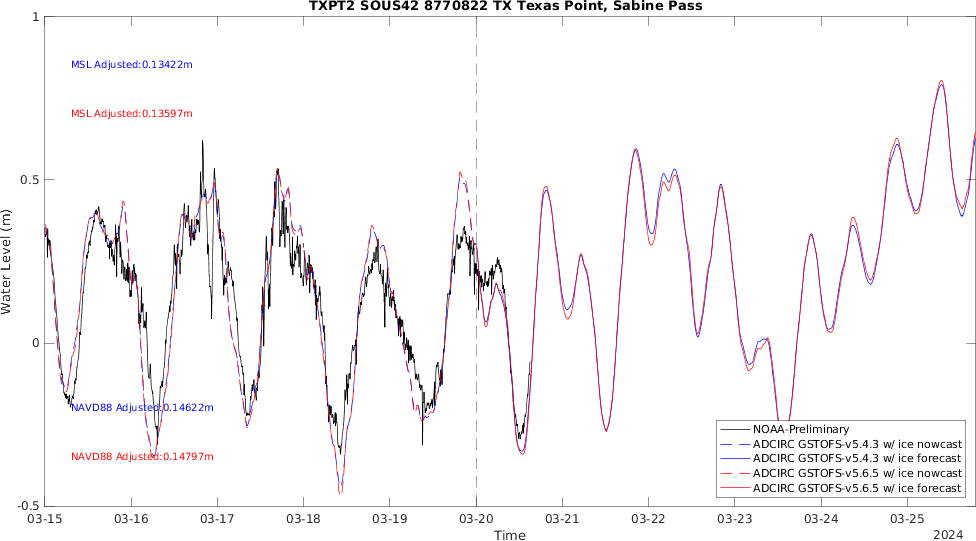 TXPT2 SOUS42 8770822 TX Texas Point, Sabine Pass
1
MSL Adjusted:0.13422m
MSL Adjusted:0.13597m
0.5
Water Level (m)
0
NAVD88 Adjusted:0.14622m
NAVD88 Adjusted:0.14797m
NOAA-Preliminary
ADCIRC GSTOFS-v5.4.3 w/ ice nowcast
ADCIRC GSTOFS-v5.4.3 w/ ice forecast
ADCIRC GSTOFS-v5.6.5 w/ ice nowcast
ADCIRC GSTOFS-v5.6.5 w/ ice forecast
-0.5
03-15 03-16 03-17 03-18 03-19 03-20 03-21 03-22 03-23 03-24 03-25
Time
2024